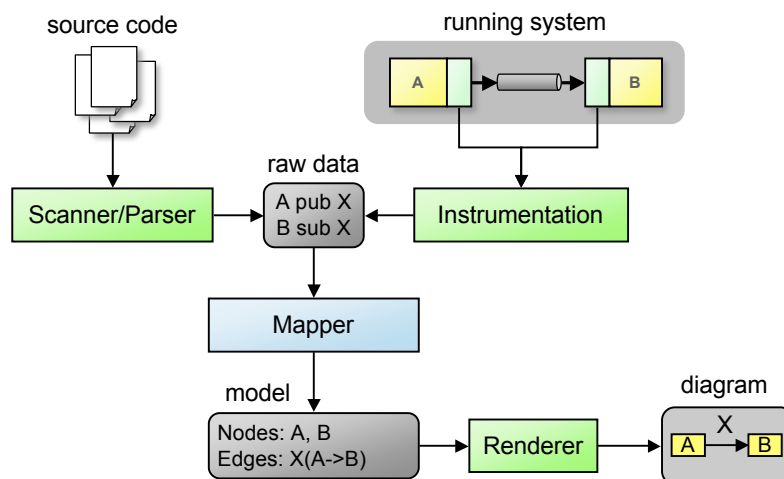 source code
running system
A
B
raw data
Scanner/Parser
A pub X
B sub X
Instrumentation
Mapper
model
diagram
Nodes: A, B
Edges: X(A->B)
Renderer
X
A
B